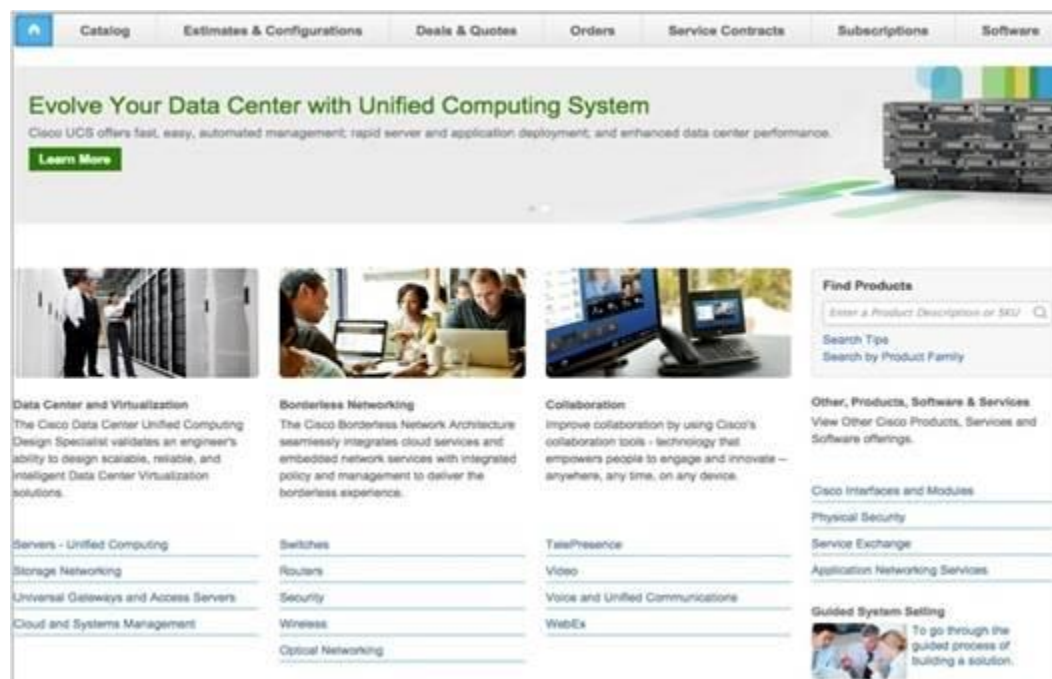 Catalog
Estimates & Configurations
Deals & Quotes
Orders
Service Contracts
Subscriptions
Software
Evolve Your Data Center with Unified Computing System
Cisco UCS offers fast, easy, automated management; rapid server and application deployment; and enhanced data center performance.
Learn More
Data Center and Virtualization
The Cisco Data Center Unified Computing
Design Specialist validates an engineer's
ability to design scalable, reliable, and
intelligent Data Center Virtualization
solutions.
Servers - Unified Computing
Storage Networking
Universal Gateways and Access Servers
Cloud and Systems Management
Borderless Networking
The Cisco Borderless Network Architecture
seamlessly integrates cloud services and
embedded network services with integrated
policy and management to deliver the
borderless experience.
Switches
Routers
Security
Wireless
Optical Networking
Collaboration
Improve collaboration by using Cisco's
collaboration tools - technology that
empowers people to engage and innovate --
anywhere, any time, on any device.
TelePresence
Video
Voice and Unified Communications
WebEx
Find Products
Enter a Product Description or SKU
Search Tips
Search by Product Family
Other, Products, Software & Services
View Other Cisco Products, Services and
Software offerings.
Cisco Interfaces and Modules
Physical Security
Service Exchange
Application Networking Services
Guided System Selling
To go through the
guided process of
building a solution.